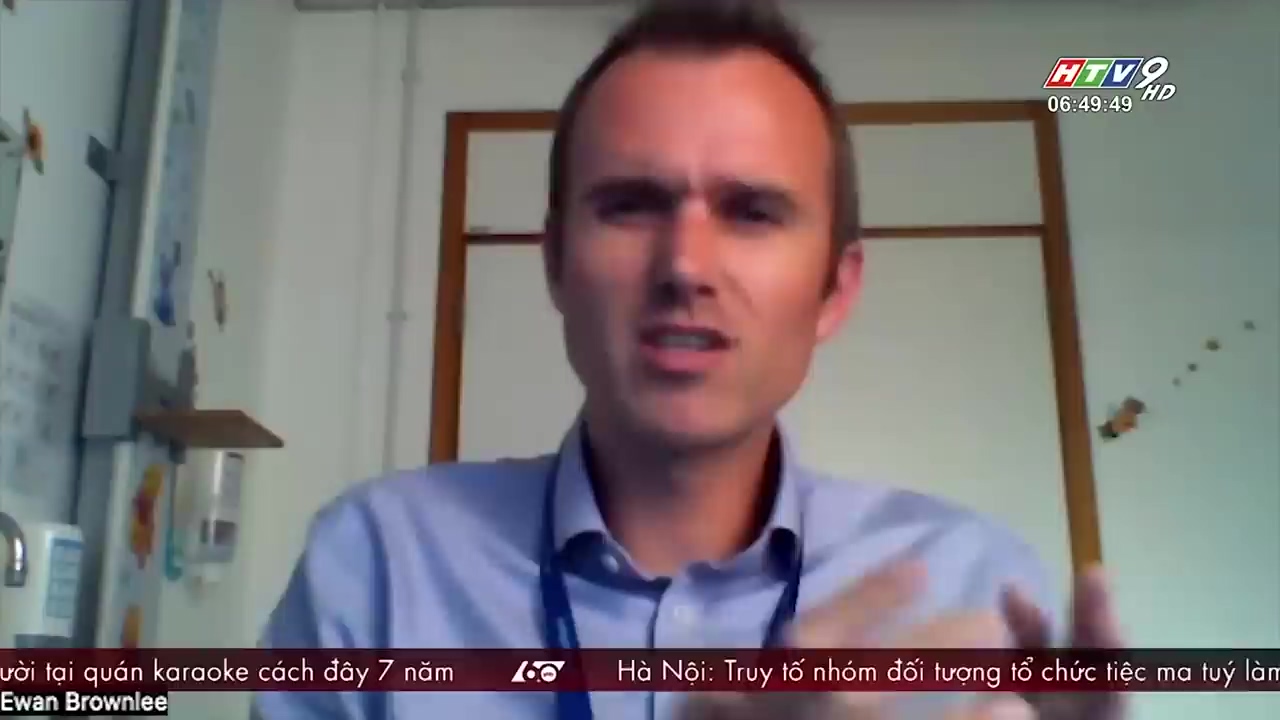 HTV9 HD
06:49:49
ười tại quán karaoke cách đây 7 năm 60 Hà Nội: Truy tố nhóm đối tượng tổ chức tiệc ma tuý làm
Ewan Brownlee